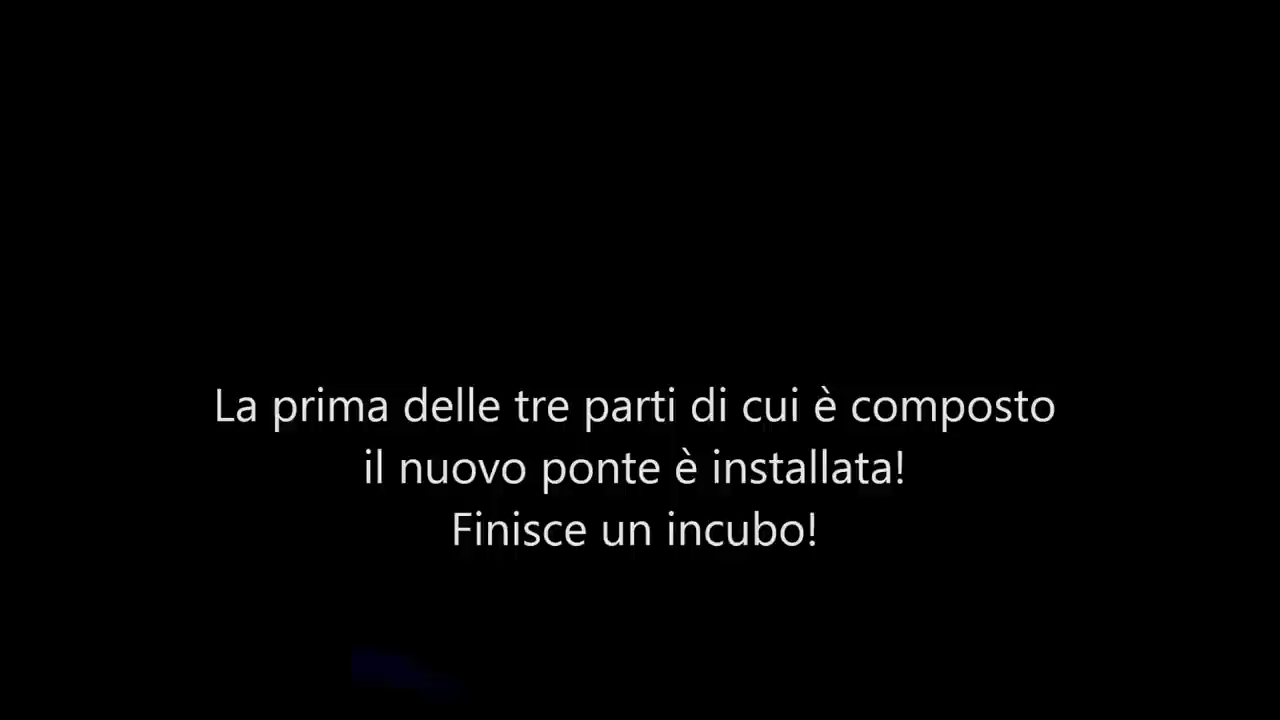 La prima delle tre parti di cui è composto
il nuovo ponte è installata!
Finisce un incubo!